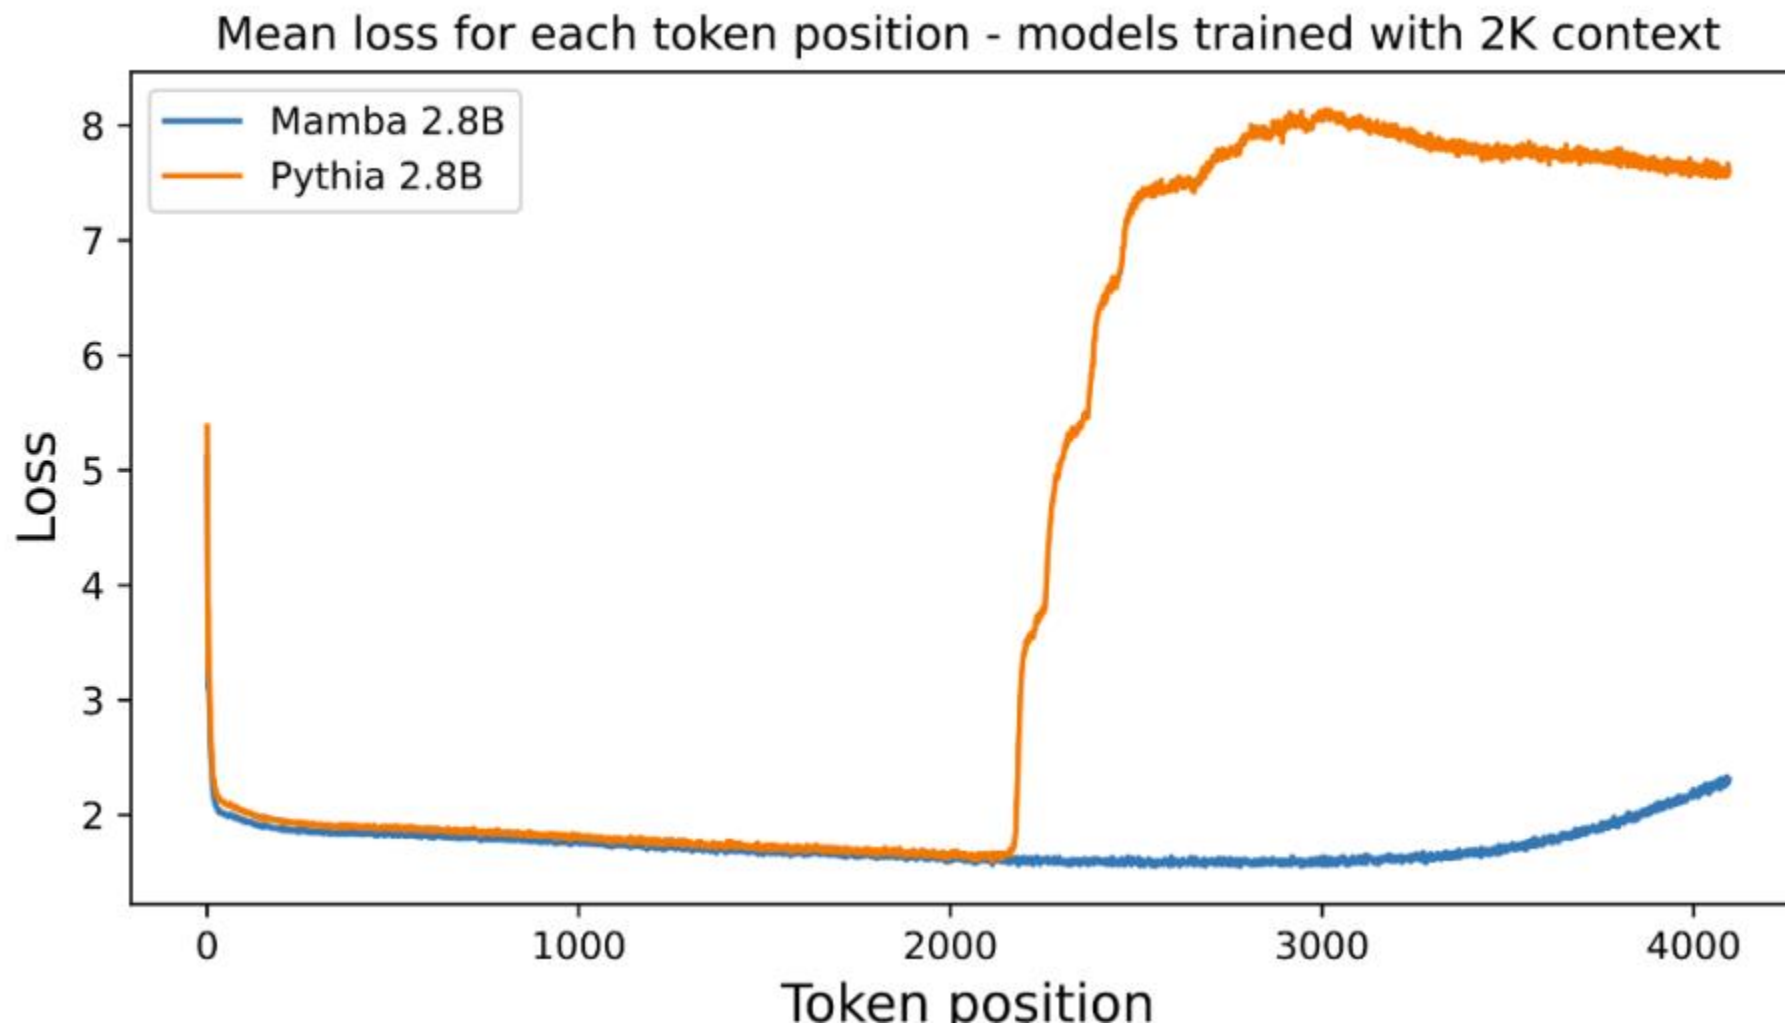 Mean loss for each token position - models trained with 2K context
Mamba 2.8B
Pythia 2.8B
8
7
6
5
4
3
2
Loss
0 1000 2000 3000 4000
Token position